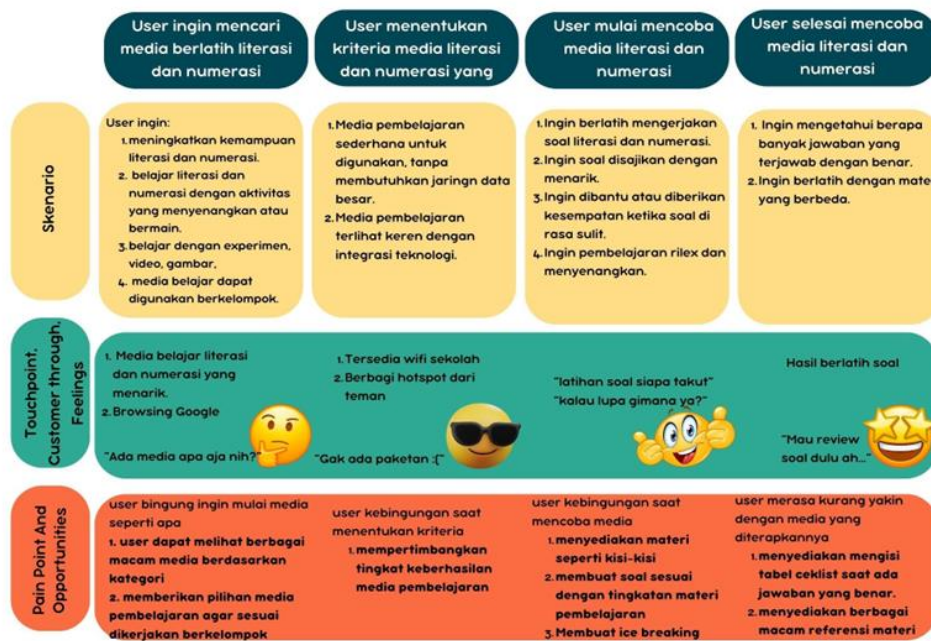 User ingin mencari
media berlatih literasi
dan numerasi
User menentukan
kriteria media literasi
dan numerasi yang
User mulai mencoba
media literasi dan
numerasi
User selesai mencoba
media literasi dan
numerasi
Skenario
User ingin:
1.meningkatkan kemampuan
literasi dan numerasi.
2. belajar literasi dan
numerasi dengan aktivitas
yang menyenangkan atau
bermain.
3.belajar dengan experimen,
video, gambar,
4. media belajar dapat
digunakan berkelompok.
1.Media pembelajaran
sederhana untuk
digunakan, tanpa
membutuhkan jaringn data
besar.
2.Media pembelajaran
terlihat keren dengan
integrasi teknologi.
1.Ingin berlatih mengerjakan
soal literasi dan numerasi.
2.Ingin soal disajikan dengan
menarik.
3.Ingin dibantu atau diberikan
kesempatan ketika soal di
rasa sulit.
4.Ingin pembelajaran rilex dan
menyenangkan.
1. Ingin mengetahui berapa
banyak jawaban yang
terjawab dengan benar.
2.Ingin berlatih dengan mate
yang berbeda.
Touchpoint,
Customer through,
Feelings
1. Media belajar literasi
dan numerasi yang
menarik.
2.Browsing Google
"Ada media apa aja nih?"
1.Tersedia wifi sekolah
2.Berbagi hotspot dari
teman
"Gak ada paketan :("
"latihan soal siapa takut"
"kalau lupa gimana ya?"
Hasil berlatih soal
"Mau review
soal dulu ah..."
Pain Point And
Opportunities
user bingung ingin mulai media
seperti apa
1. user dapat melihat berbagai
macam media berdasarkan
kategori
2. memberikan pilihan media
pembelajaran agar sesuai
dikerjakan berkelompok
user kebingungan saat
menentukan kriteria
1.mempertimbangkan
tingkat keberhasilan
media pembelajaran
user kebingungan saat
mencoba media
1.menyediakan materi
seperti kisi-kisi
2.membuat soal sesuai
dengan tingkatan materi
pembelajaran
3.Membuat ice breaking
user merasa kurang yakin
dengan media yang
diterapkannya
1.menyediakan mengisi
tabel ceklist saat ada
jawaban yang benar.
2.menyediakan berbagai
macam referensi materi